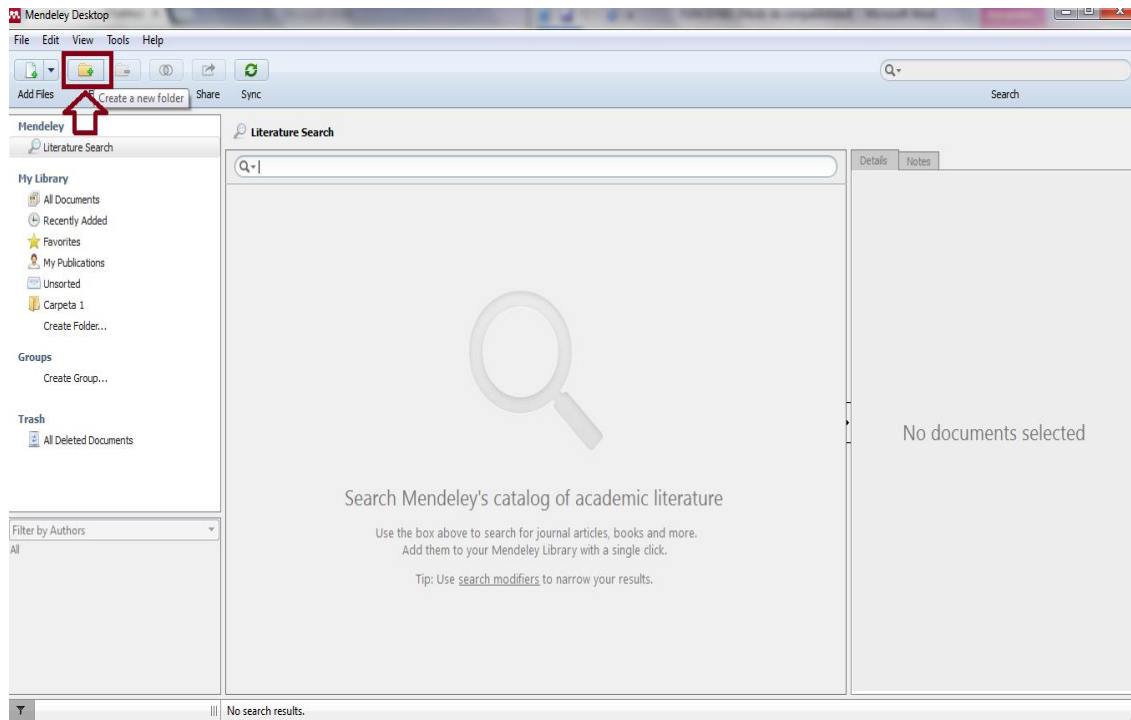 Mendeley Desktop
File Edit View Tools Help
Add Files
Create a new folder
Share Sync
Search
Mendeley
Literature Search
My Library
All Documents
Recently Added
Favorites
My Publications
Unsorted
Carpeta 1
Create Folder...
Groups
Create Group...
Trash
All Deleted Documents
Filter by Authors
All
Literature Search
Search Mendeley's catalog of academic literature
Use the box above to search for journal articles, books and more.
Add them to your Mendeley Library with a single click.
Tip: Use search modifiers to narrow your results.
Details Notes
No documents selected
No search results.